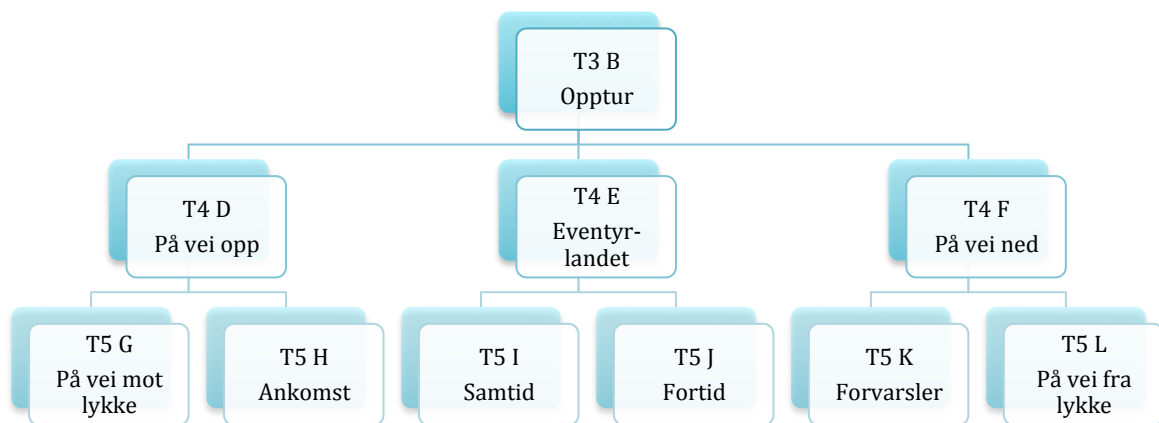 T3 B
Opptur
T4 D
På vei opp
T4 E
Eventyr-
landet
T4 F
På vei ned
T5 G
På vei mot
lykke
T5 H
Ankomst
T5 I
Samtid
T5 J
Fortid
T5 K
Forvarsler
T5 L
På vei fra
lykke